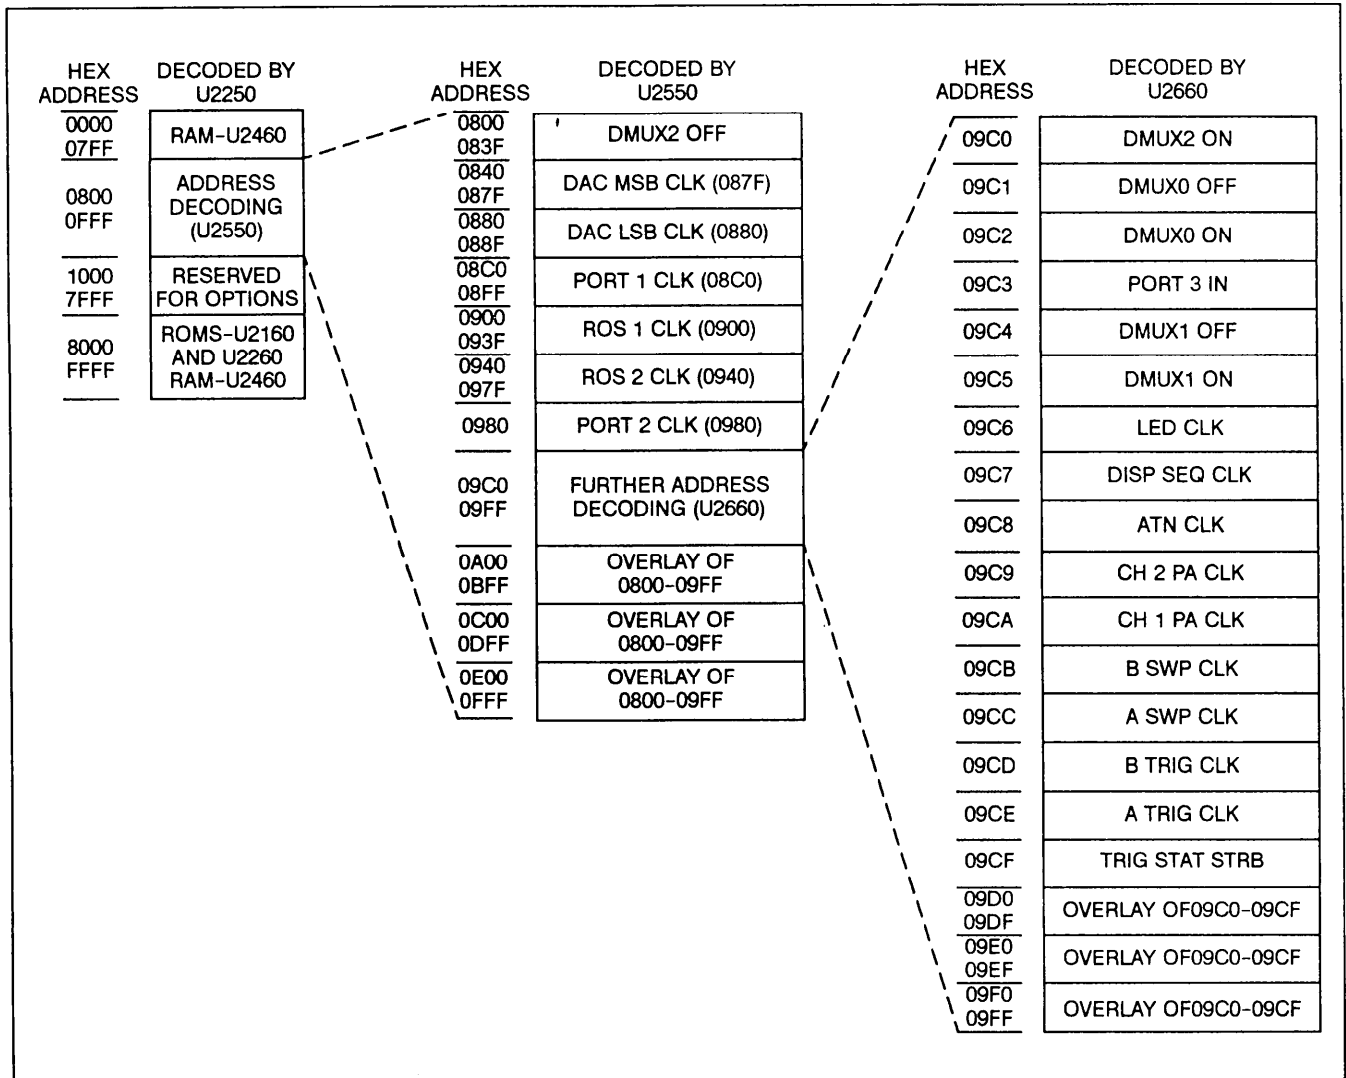 HEX
ADDRESS
DECODED BY
U2250
0000
07FF
RAM-U2460
0800
0FFF
ADDRESS
DECODING
(U2550)
1000
7FFF
RESERVED
FOR OPTIONS
8000
FFFF
ROMS-U2160
AND U2260
RAM-U2460
HEX
ADDRESS
DECODED BY
U2550
0800
083F
DMUX2 OFF
0840
087F
DAC MSB CLK (087F)
0880
088F
DAC LSB CLK (0880)
08C0
08FF
PORT 1 CLK (08C0)
0900
093F
ROS 1 CLK (0900)
0940
097F
ROS 2 CLK (0940)
0980
PORT 2 CLK (0980)
09C0
09FF
FURTHER ADDRESS
DECODING (U2660)
0A00
0BFF
OVERLAY OF
0800-09FF
0C00
0DFF
OVERLAY OF
0800-09FF
0E00
0FFF
OVERLAY OF
0800-09FF
HEX
ADDRESS
DECODED BY
U2660
09C0
DMUX2 ON
09C1
DMUX0 OFF
09C2
DMUX0 ON
09C3
PORT 3 IN
09C4
DMUX1 OFF
09C5
DMUX1 ON
09C6
LED CLK
09C7
DISP SEQ CLK
09C8
ATN CLK
09C9
CH 2 PA CLK
09CA
CH 1 PA CLK
09CB
B SWP CLK
09CC
A SWP CLK
09CD
B TRIG CLK
09CE
A TRIG CLK
09CF
TRIG STAT STRB
09D0
09DF
OVERLAY OF09C0-09CF
09E0
09EF
OVERLAY OF09C0-09CF
09F0
09FF
OVERLAY OF09C0-09CF